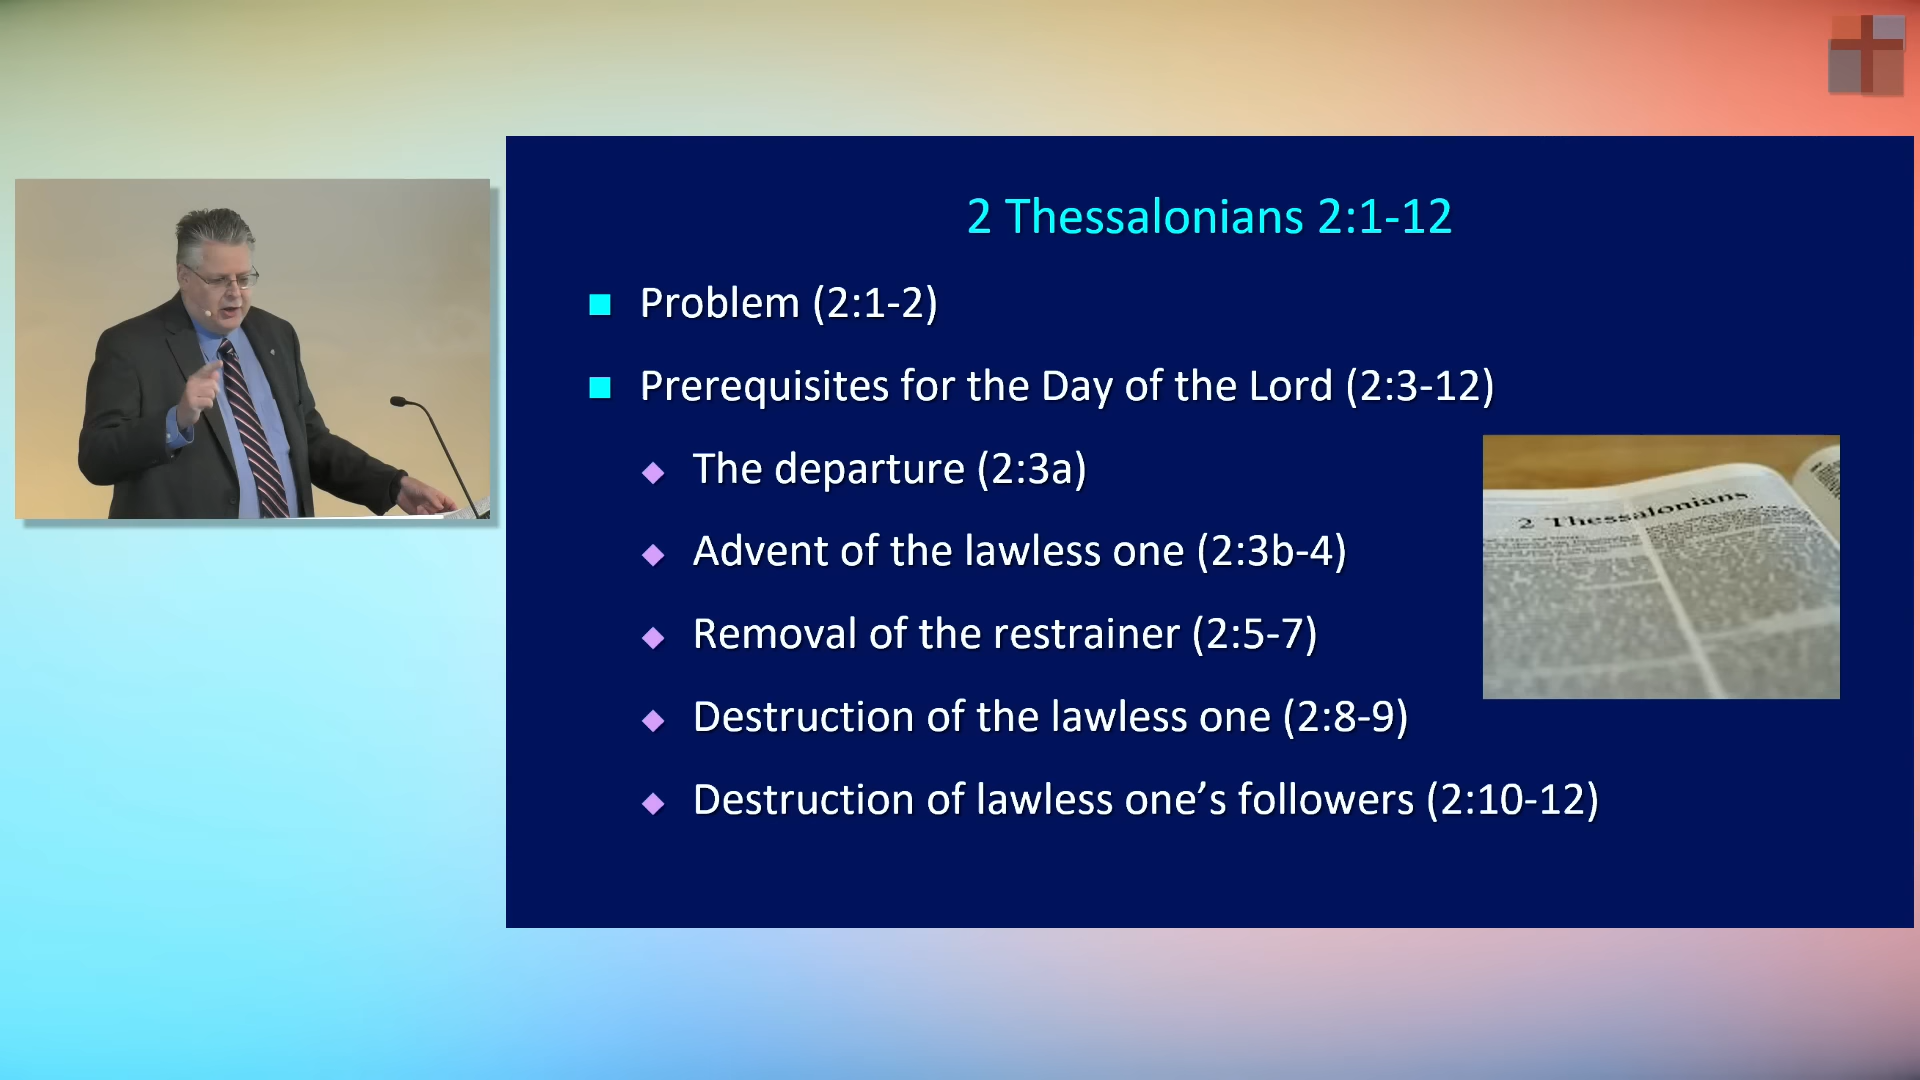 2 Thessalonians 2:1-12
Problem (2:1-2)
Prerequisites for the Day of the Lord (2:3-12)
The departure (2:3a)
Advent of the lawless one (2:3b-4)
Removal of the restrainer (2:5-7)
Destruction of the lawless one (2:8-9)
Destruction of lawless one’s followers (2:10-12)
2 Thessalonians